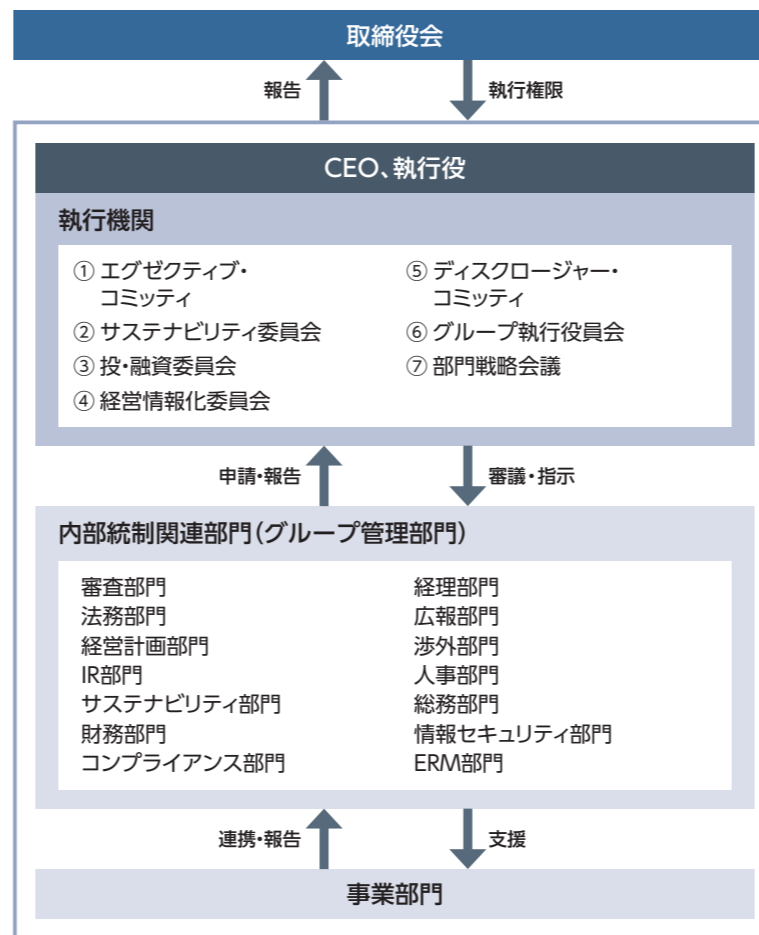 取締役会
報告
執行権限
CEO、執行役
執行機関
① エグゼクティブ・
コミッティ
② サステナビリティ委員会
③ 投・融資委員会
④ 経営情報化委員会
⑤ ディスクロージャー・
コミッティ
⑥ グループ執行役員会
⑦ 部門戦略会議
申請・報告
審議・指示
内部統制関連部門(グループ管理部門)
審査部門
法務部門
経営計画部門
IR部門
サステナビリティ部門
財務部門
コンプライアンス部門
経理部門
広報部門
渉外部門
人事部門
総務部門
情報セキュリティ部門
ERM部門
連携・報告
支援
事業部門